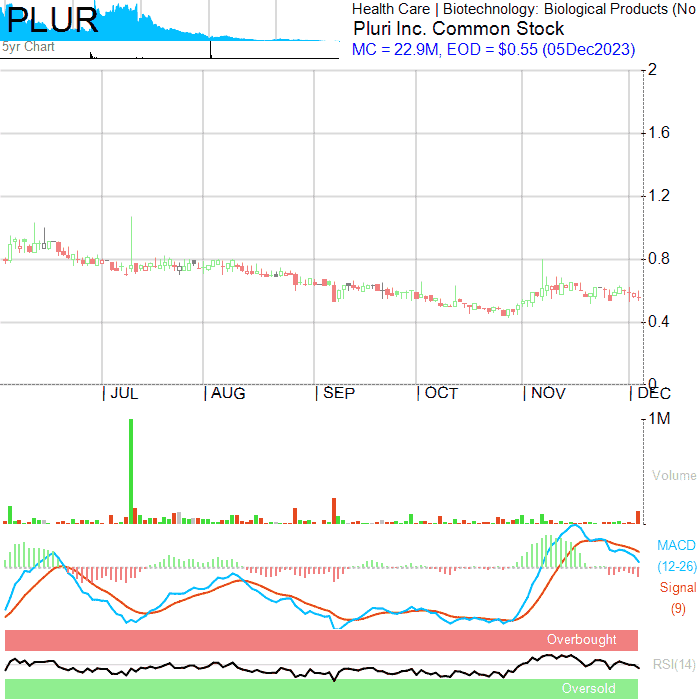 PLUR
5yr Chart
Health Care | Biotechnology: Biological Products (No
Pluri Inc. Common Stock
MC = 22.9M, EOD = $0.55 (05Dec2023)
2
1.6
1.2
0.8
0.4
0
| JUL | AUG | SEP | OCT | NOV | DEC
1M
Volume
MACD
(12-26)
Signal
(9)
Overbought
RSI(14)
Oversold